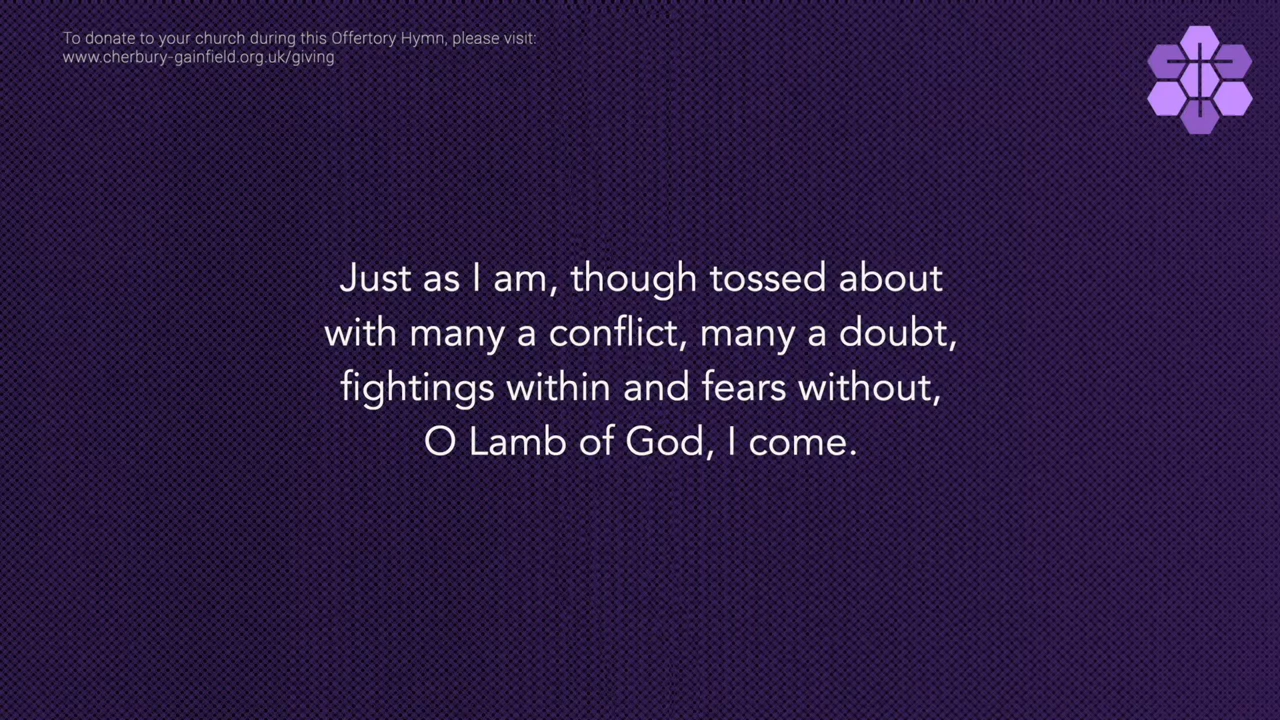 To donate to your church during this Offertory Hymn, please visit:
www.cherbury-gainfield.org.uk/giving
Just as I am, though tossed about
with many a conflict, many a doubt,
fightings within and fears without,
O Lamb of God, I come.